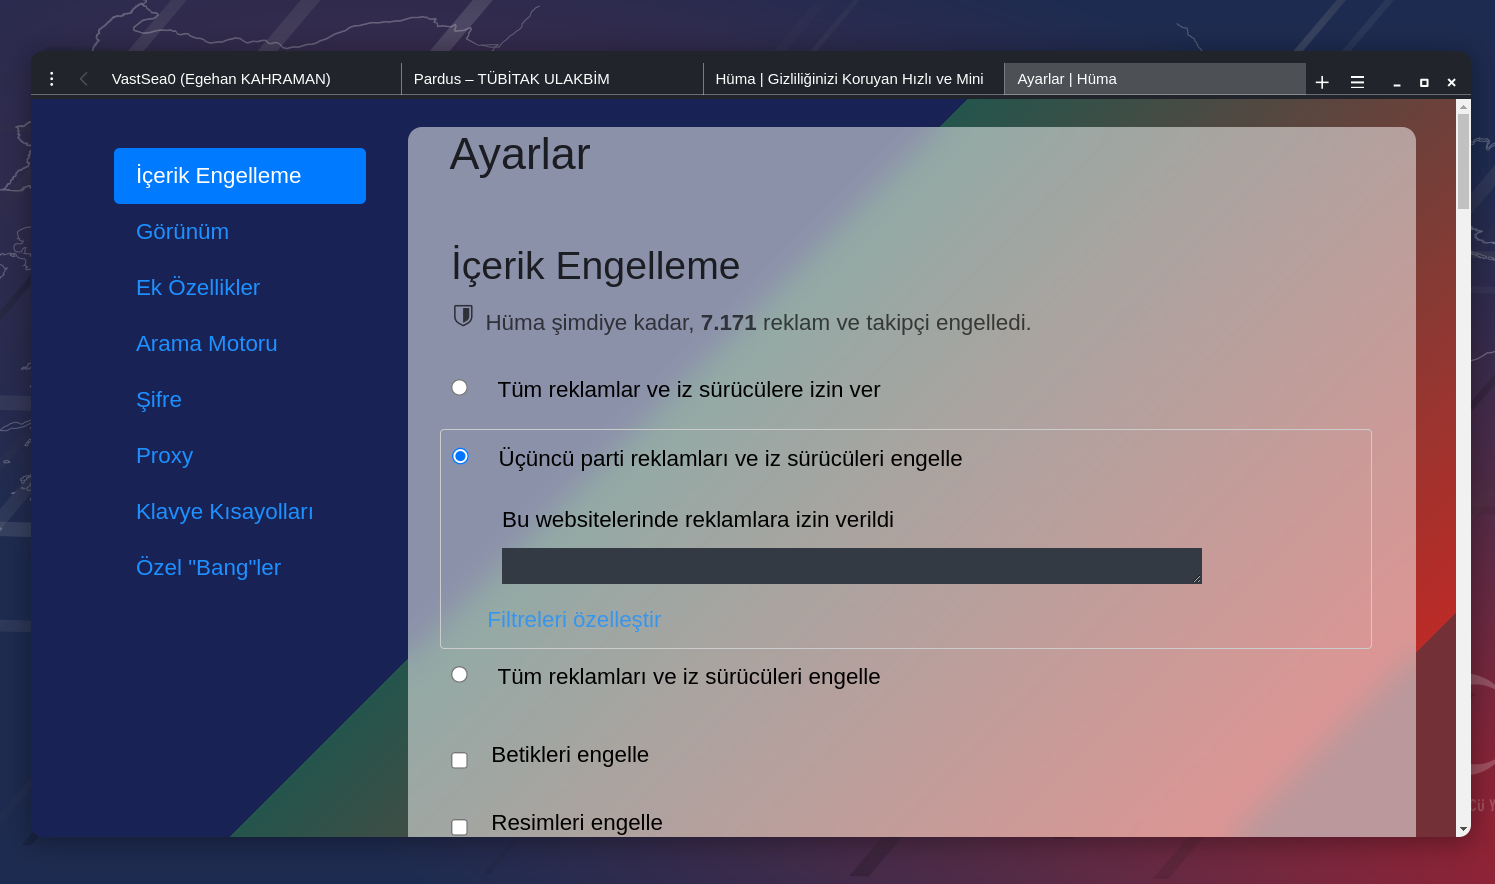 VastSea0 (Egehan KAHRAMAN)
Pardus – TÜBİTAK ULAKBİM
Hüma | Gizliliğinizi Koruyan Hızlı ve Mini
Ayarlar | Hüma
İçerik Engelleme
Görünüm
Ek Özellikler
Arama Motoru
Şifre
Proxy
Klavye Kısayolları
Özel "Bang"ler
Ayarlar
İçerik Engelleme
Hüma şimdiye kadar, 7.171 reklam ve takipçi engelledi.
Tüm reklamlar ve iz sürücülere izin ver
Üçüncü parti reklamları ve iz sürücüleri engelle
Bu websitelerinde reklamlara izin verildi
Filtreleri özelleştir
Tüm reklamları ve iz sürücüleri engelle
Betikleri engelle
Resimleri engelle